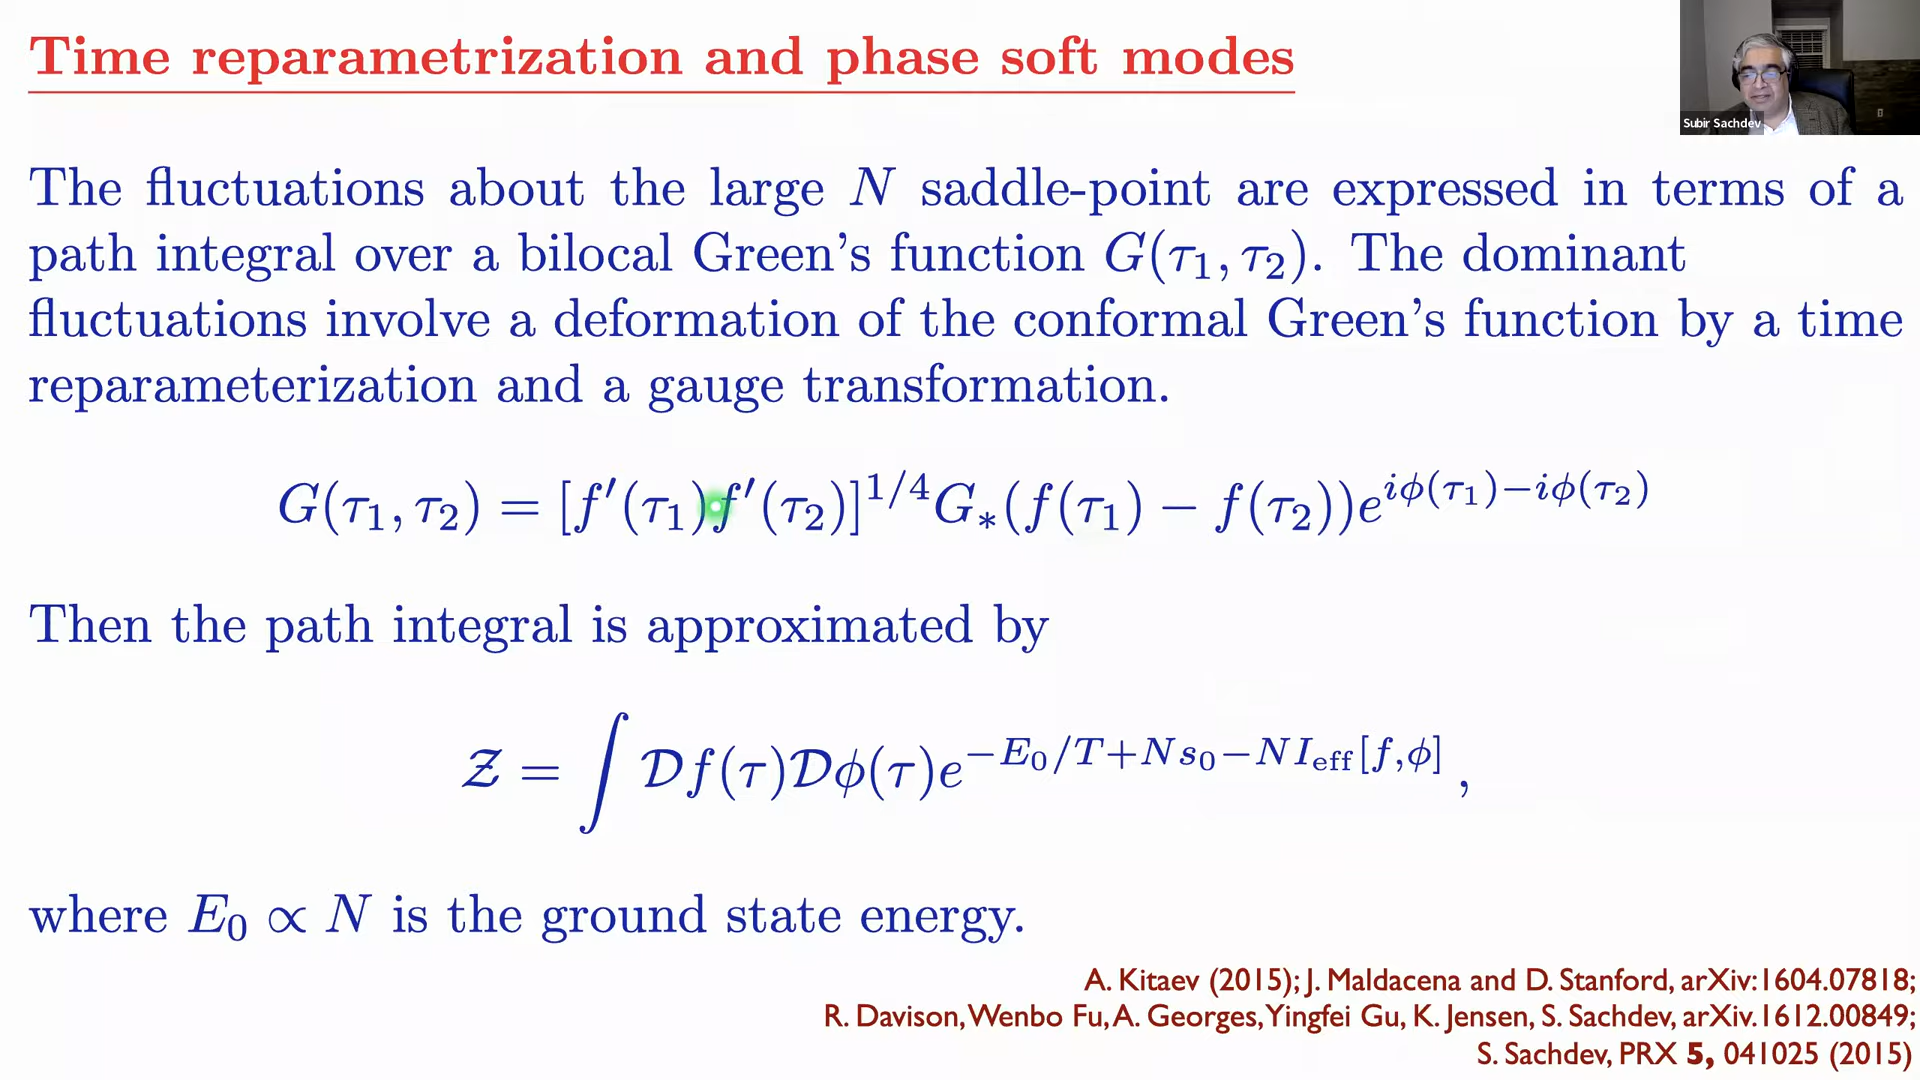 Time reparametrization and phase soft modes
Subir Sachdev
The fluctuations about the large N saddle-point are expressed in terms of a
path integral over a bilocal Green's function G(τ₁, τ₂). The dominant
fluctuations involve a deformation of the conformal Green's function by a time
reparameterization and a gauge transformation.
G(τ₁, τ₂) = [f′(τ₁)f′(τ₂)]^{1/4}G_*(f(τ₁) − f(τ₂))e^{iϕ(τ₁)−iϕ(τ₂)}
Then the path integral is approximated by
𝒵 = ∫ 𝒟f(τ)𝒟ϕ(τ)e^{−E₀/T+Ns₀−NI_eff[f,ϕ]} ,
where E₀ ∝ N is the ground state energy.
A. Kitaev (2015); J. Maldacena and D. Stanford, arXiv:1604.07818;
R. Davison, Wenbo Fu, A. Georges, Yingfei Gu, K. Jensen, S. Sachdev, arXiv.1612.00849;
S. Sachdev, PRX 5, 041025 (2015)